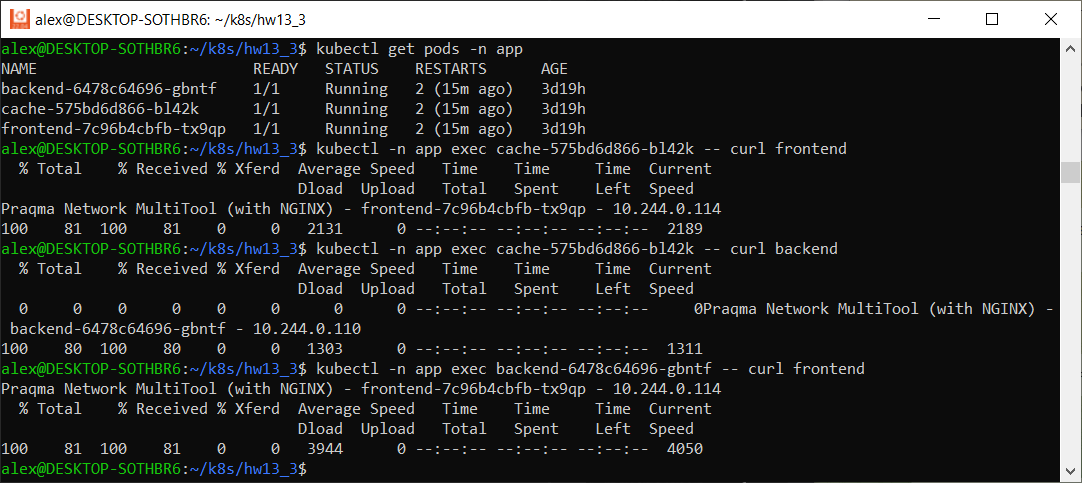 alex@DESKTOP-SOTHBR6: ~/k8s/hw13_3
alex@DESKTOP-SOTHBR6:~/k8s/hw13_3$ kubectl get pods -n app
NAME                        READY   STATUS    RESTARTS      AGE
backend-6478c64696-gbntf    1/1     Running   2 (15m ago)   3d19h
cache-575bd6d866-bl42k      1/1     Running   2 (15m ago)   3d19h
frontend-7c96b4cbfb-tx9qp   1/1     Running   2 (15m ago)   3d19h
alex@DESKTOP-SOTHBR6:~/k8s/hw13_3$ kubectl -n app exec cache-575bd6d866-bl42k -- curl frontend
  % Total    % Received % Xferd  Average Speed   Time    Time     Time  Current
                                 Dload  Upload   Total   Spent    Left  Speed
Praqma Network MultiTool (with NGINX) - frontend-7c96b4cbfb-tx9qp - 10.244.0.114
100    81  100    81    0     0   2131      0 --:--:-- --:--:-- --:--:--  2189
alex@DESKTOP-SOTHBR6:~/k8s/hw13_3$ kubectl -n app exec cache-575bd6d866-bl42k -- curl backend
  % Total    % Received % Xferd  Average Speed   Time    Time     Time  Current
                                 Dload  Upload   Total   Spent    Left  Speed
  0     0    0     0    0     0      0      0 --:--:-- --:--:-- --:--:--     0Praqma Network MultiTool (with NGINX) -
 backend-6478c64696-gbntf - 10.244.0.110
100    80  100    80    0     0   1303      0 --:--:-- --:--:-- --:--:--  1311
alex@DESKTOP-SOTHBR6:~/k8s/hw13_3$ kubectl -n app exec backend-6478c64696-gbntf -- curl frontend
Praqma Network MultiTool (with NGINX) - frontend-7c96b4cbfb-tx9qp - 10.244.0.114
  % Total    % Received % Xferd  Average Speed   Time    Time     Time  Current
                                 Dload  Upload   Total   Spent    Left  Speed
100    81  100    81    0     0   3944      0 --:--:-- --:--:-- --:--:--  4050
alex@DESKTOP-SOTHBR6:~/k8s/hw13_3$